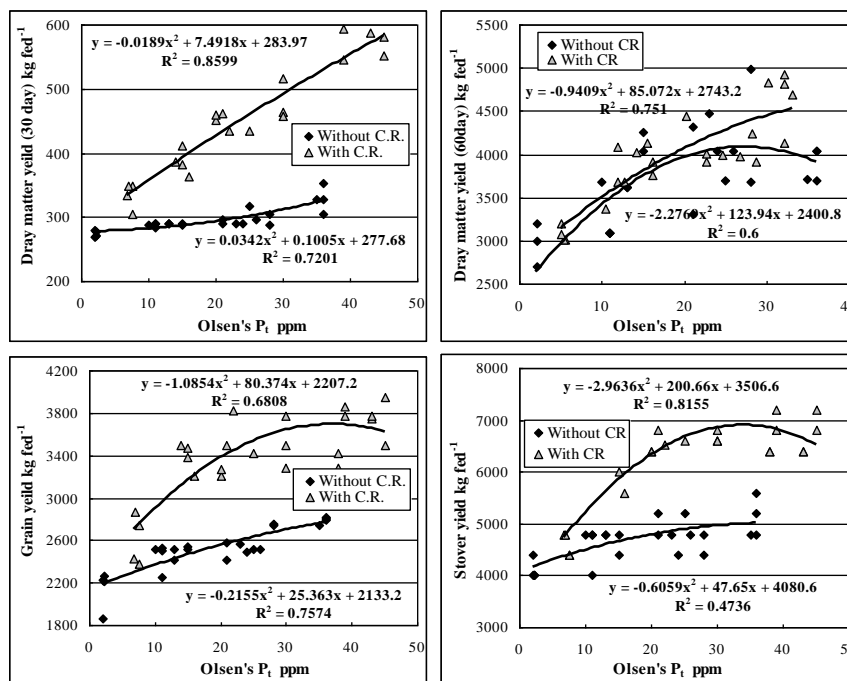 600
500
400
300
200
0
10
20
30
40
50
Dray matter yeild (30 day) kg fed⁻¹
Olsen's Pₜ ppm
y = -0.0189x² + 7.4918x + 283.97
R² = 0.8599
Without C.R.
With C.R.
y = 0.0342x² + 0.1005x + 277.68
R² = 0.7201
5000
4500
4000
3500
3000
2500
0
10
20
30
Dray matter yield (60day) kg fed⁻¹
Olsen's Pₜ ppm
Without CR
With CR
y = -0.9409x² + 85.072x + 2743.2
R² = 0.751
+ 123.94x + 2400.8
R² = 0.6
4200
3800
3400
3000
2600
2200
1800
0
10
20
30
40
50
Grain yeild kg fed⁻¹
Olsen's Pₜ ppm
y = -1.0854x² + 80.374x + 2207.2
R² = 0.6808
Without C.R.
With C.R.
y = -0.2155x² + 25.363x + 2133.2
R² = 0.7574
8000
7000
6000
5000
4000
3000
0
10
20
30
40
Stover yield kg fed⁻¹
Olsen's Pₜ ppm
y = -2.9636x² + 200.66x + 3506.6
R² = 0.8155
Without CR
With CR
y = -0.6059x² + 47.65x + 4080.6
R² = 0.4736